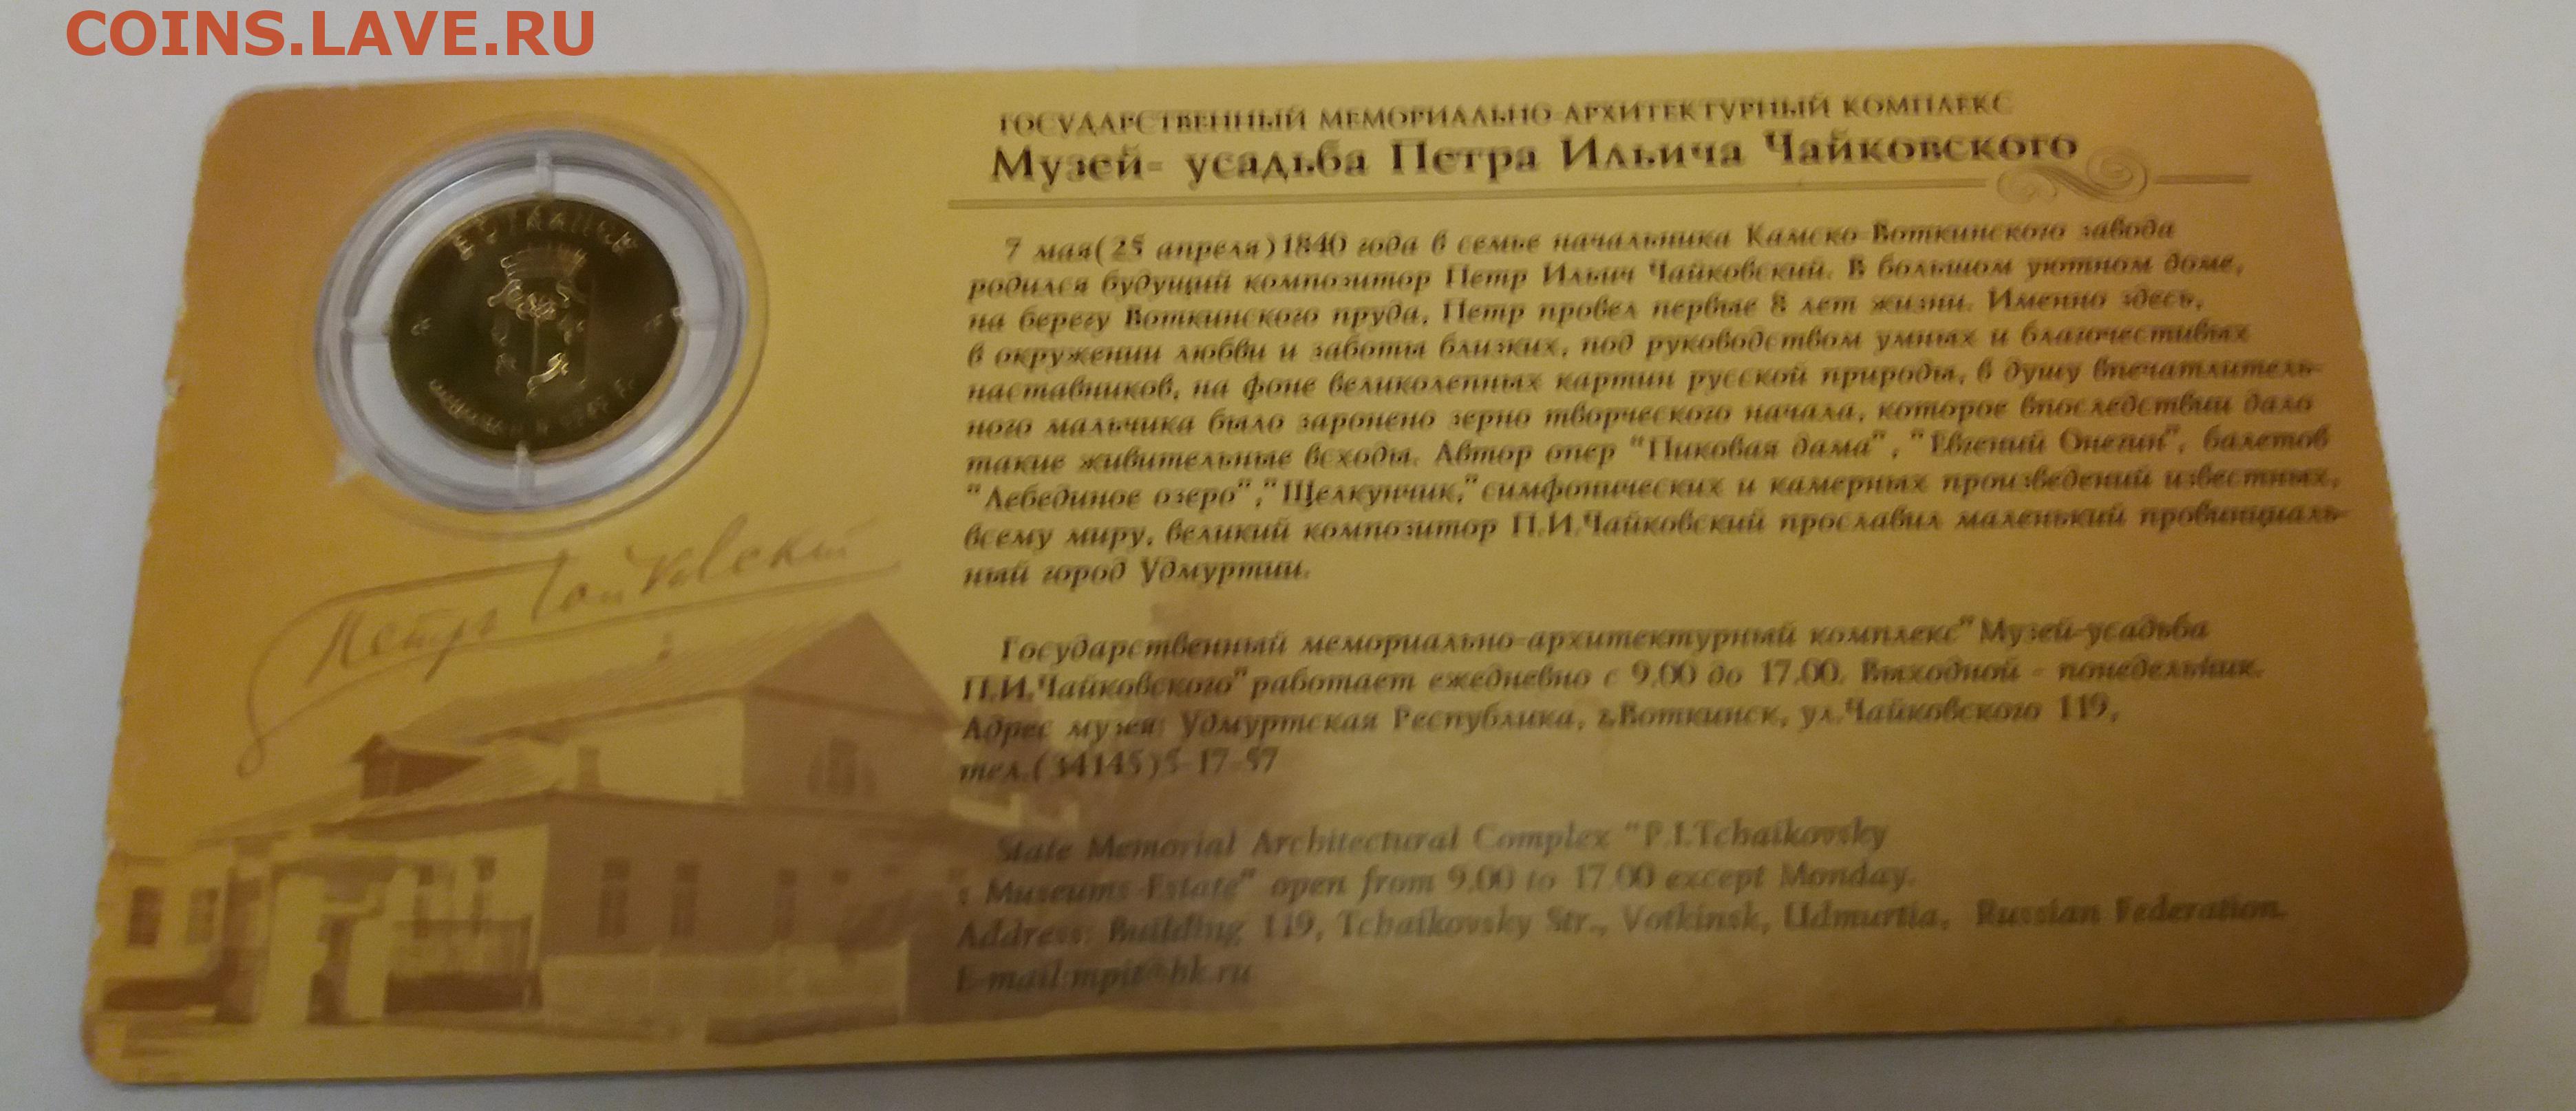 COINS.LAVE.RU
ГОСУДАРСТВЕННЫЙ МЕМОРИАЛЬНО-АРХИТЕКТУРНЫЙ КОМПЛЕКС
Музей- усадьба Петра Ильича Чайковского
7 мая(25 апреля)1840 года в семье начальника Камско-Воткинского завода
родился будущий композитор Петр Ильич Чайковский. В большом уютном доме,
на берегу Воткинского пруда, Петр провел первые 8 лет жизни. Именно здесь,
в окружении любви и заботы близких, под руководством умных и благочестивых
наставников, на фоне великолепных картин русской природы, в душу впечатлитель-
ного мальчика было заронено зерно творческого начала, которое впоследствии дало
такие живительные всходы. Автор опер "Пиковая дама", "Евгений Онегин", балетов
"Лебединое озеро","Щелкунчик,"симфонических и камерных произведений известных,
всему миру, великий композитор П.И.Чайковский прославил маленький провинциаль-
ный город Удмуртии.
Государственный мемориально-архитектурный комплекс"Музей-усадьба
П.И.Чайковского"работает ежедневно с 9.00 до 17.00. Выходной - понедельник.
Адрес музея: Удмуртская Республика, г.Воткинск, ул.Чайковского 119,
тел.(34145)5-17-57
State Memorial Architectural Complex "P.I.Tchaikovsky
s Museums-Estate" open from 9.00 to 17.00 except Monday.
Address: Building 119, Tchaikovsky Str., Votkinsk, Udmurtia, Russian Federation.
E-mail:mpit@bk.ru
ВОТКИНСК
Петр Чайковский